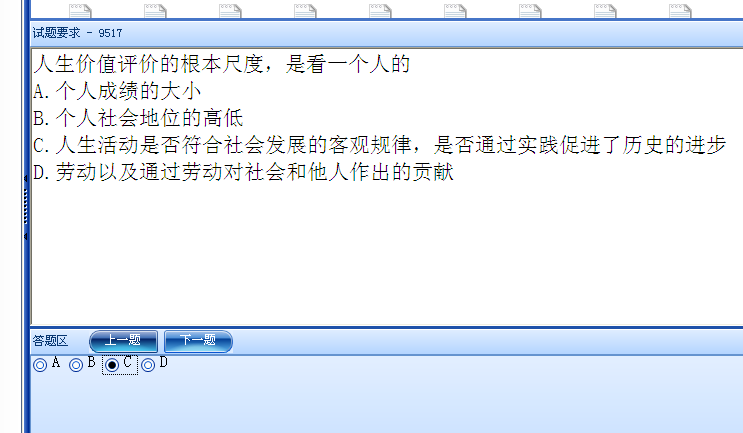 试题要求 - 9517
人生价值评价的根本尺度，是看一个人的
A.个人成绩的大小
B.个人社会地位的高低
C.人生活动是否符合社会发展的客观规律，是否通过实践促进了历史的进步
D.劳动以及通过劳动对社会和他人作出的贡献
答题区 上一题 下一题
A B C D